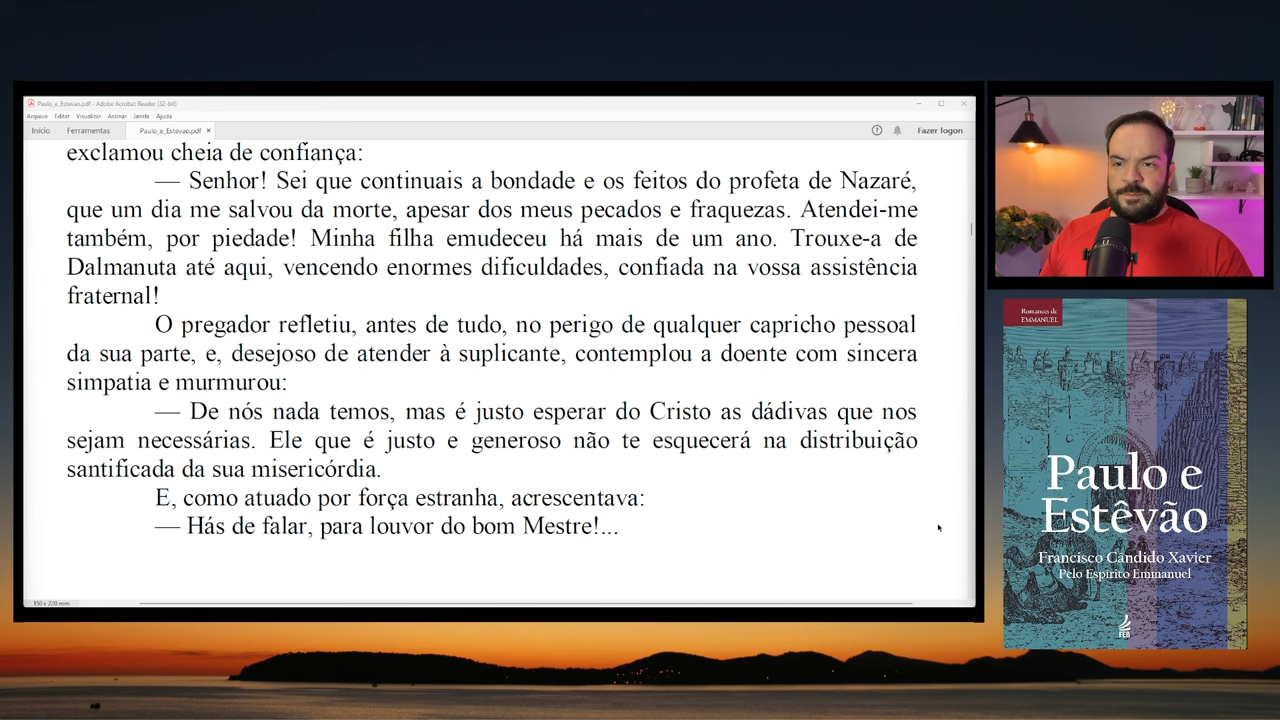 Paulo_e_Estevao.pdf - Adobe Acrobat Reader (32-bit)
Arquivo Editar Visualizar Assinar Janela Ajuda
Início Ferramentas Paulo_e_Estevao.pdf × Fazer logon
exclamou cheia de confiança:
— Senhor! Sei que continuais a bondade e os feitos do profeta de Nazaré,
que um dia me salvou da morte, apesar dos meus pecados e fraquezas. Atendei-me
também, por piedade! Minha filha emudeceu há mais de um ano. Trouxe-a de
Dalmanuta até aqui, vencendo enormes dificuldades, confiada na vossa assistência
fraternal!
O pregador refletiu, antes de tudo, no perigo de qualquer capricho pessoal
da sua parte, e, desejoso de atender à suplicante, contemplou a doente com sincera
simpatia e murmurou:
— De nós nada temos, mas é justo esperar do Cristo as dádivas que nos
sejam necessárias. Ele que é justo e generoso não te esquecerá na distribuição
santificada da sua misericórdia.
E, como atuado por força estranha, acrescentava:
— Hás de falar, para louvor do bom Mestre!...
150 x 220 mm
Romances de
EMMANUEL
Paulo e
Estêvão
Francisco Cândido Xavier
Pelo Espírito Emmanuel
FEB